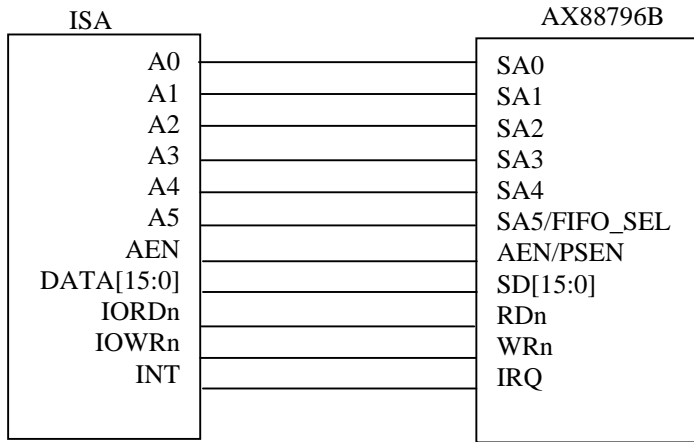 ISA AX88796B
A0 SA0
A1 SA1
A2 SA2
A3 SA3
A4 SA4
A5 SA5/FIFO_SEL
AEN AEN/PSEN
DATA[15:0] SD[15:0]
IORDn RDn
IOWRn WRn
INT IRQ